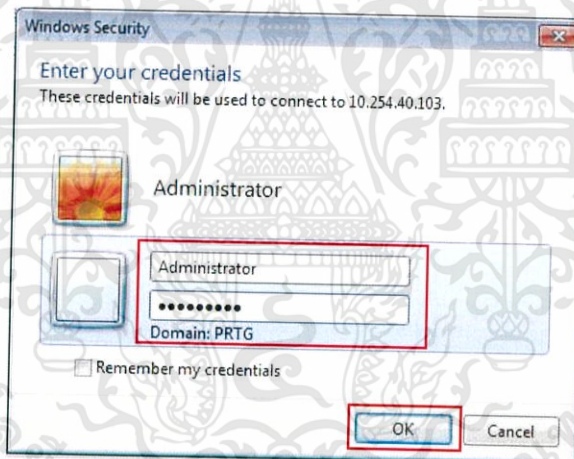 Windows Security
Enter your credentials
These credentials will be used to connect to 10.254.40.103.
Administrator
Administrator
•••••••••
Domain: PRTG
Remember my credentials
OK
Cancel